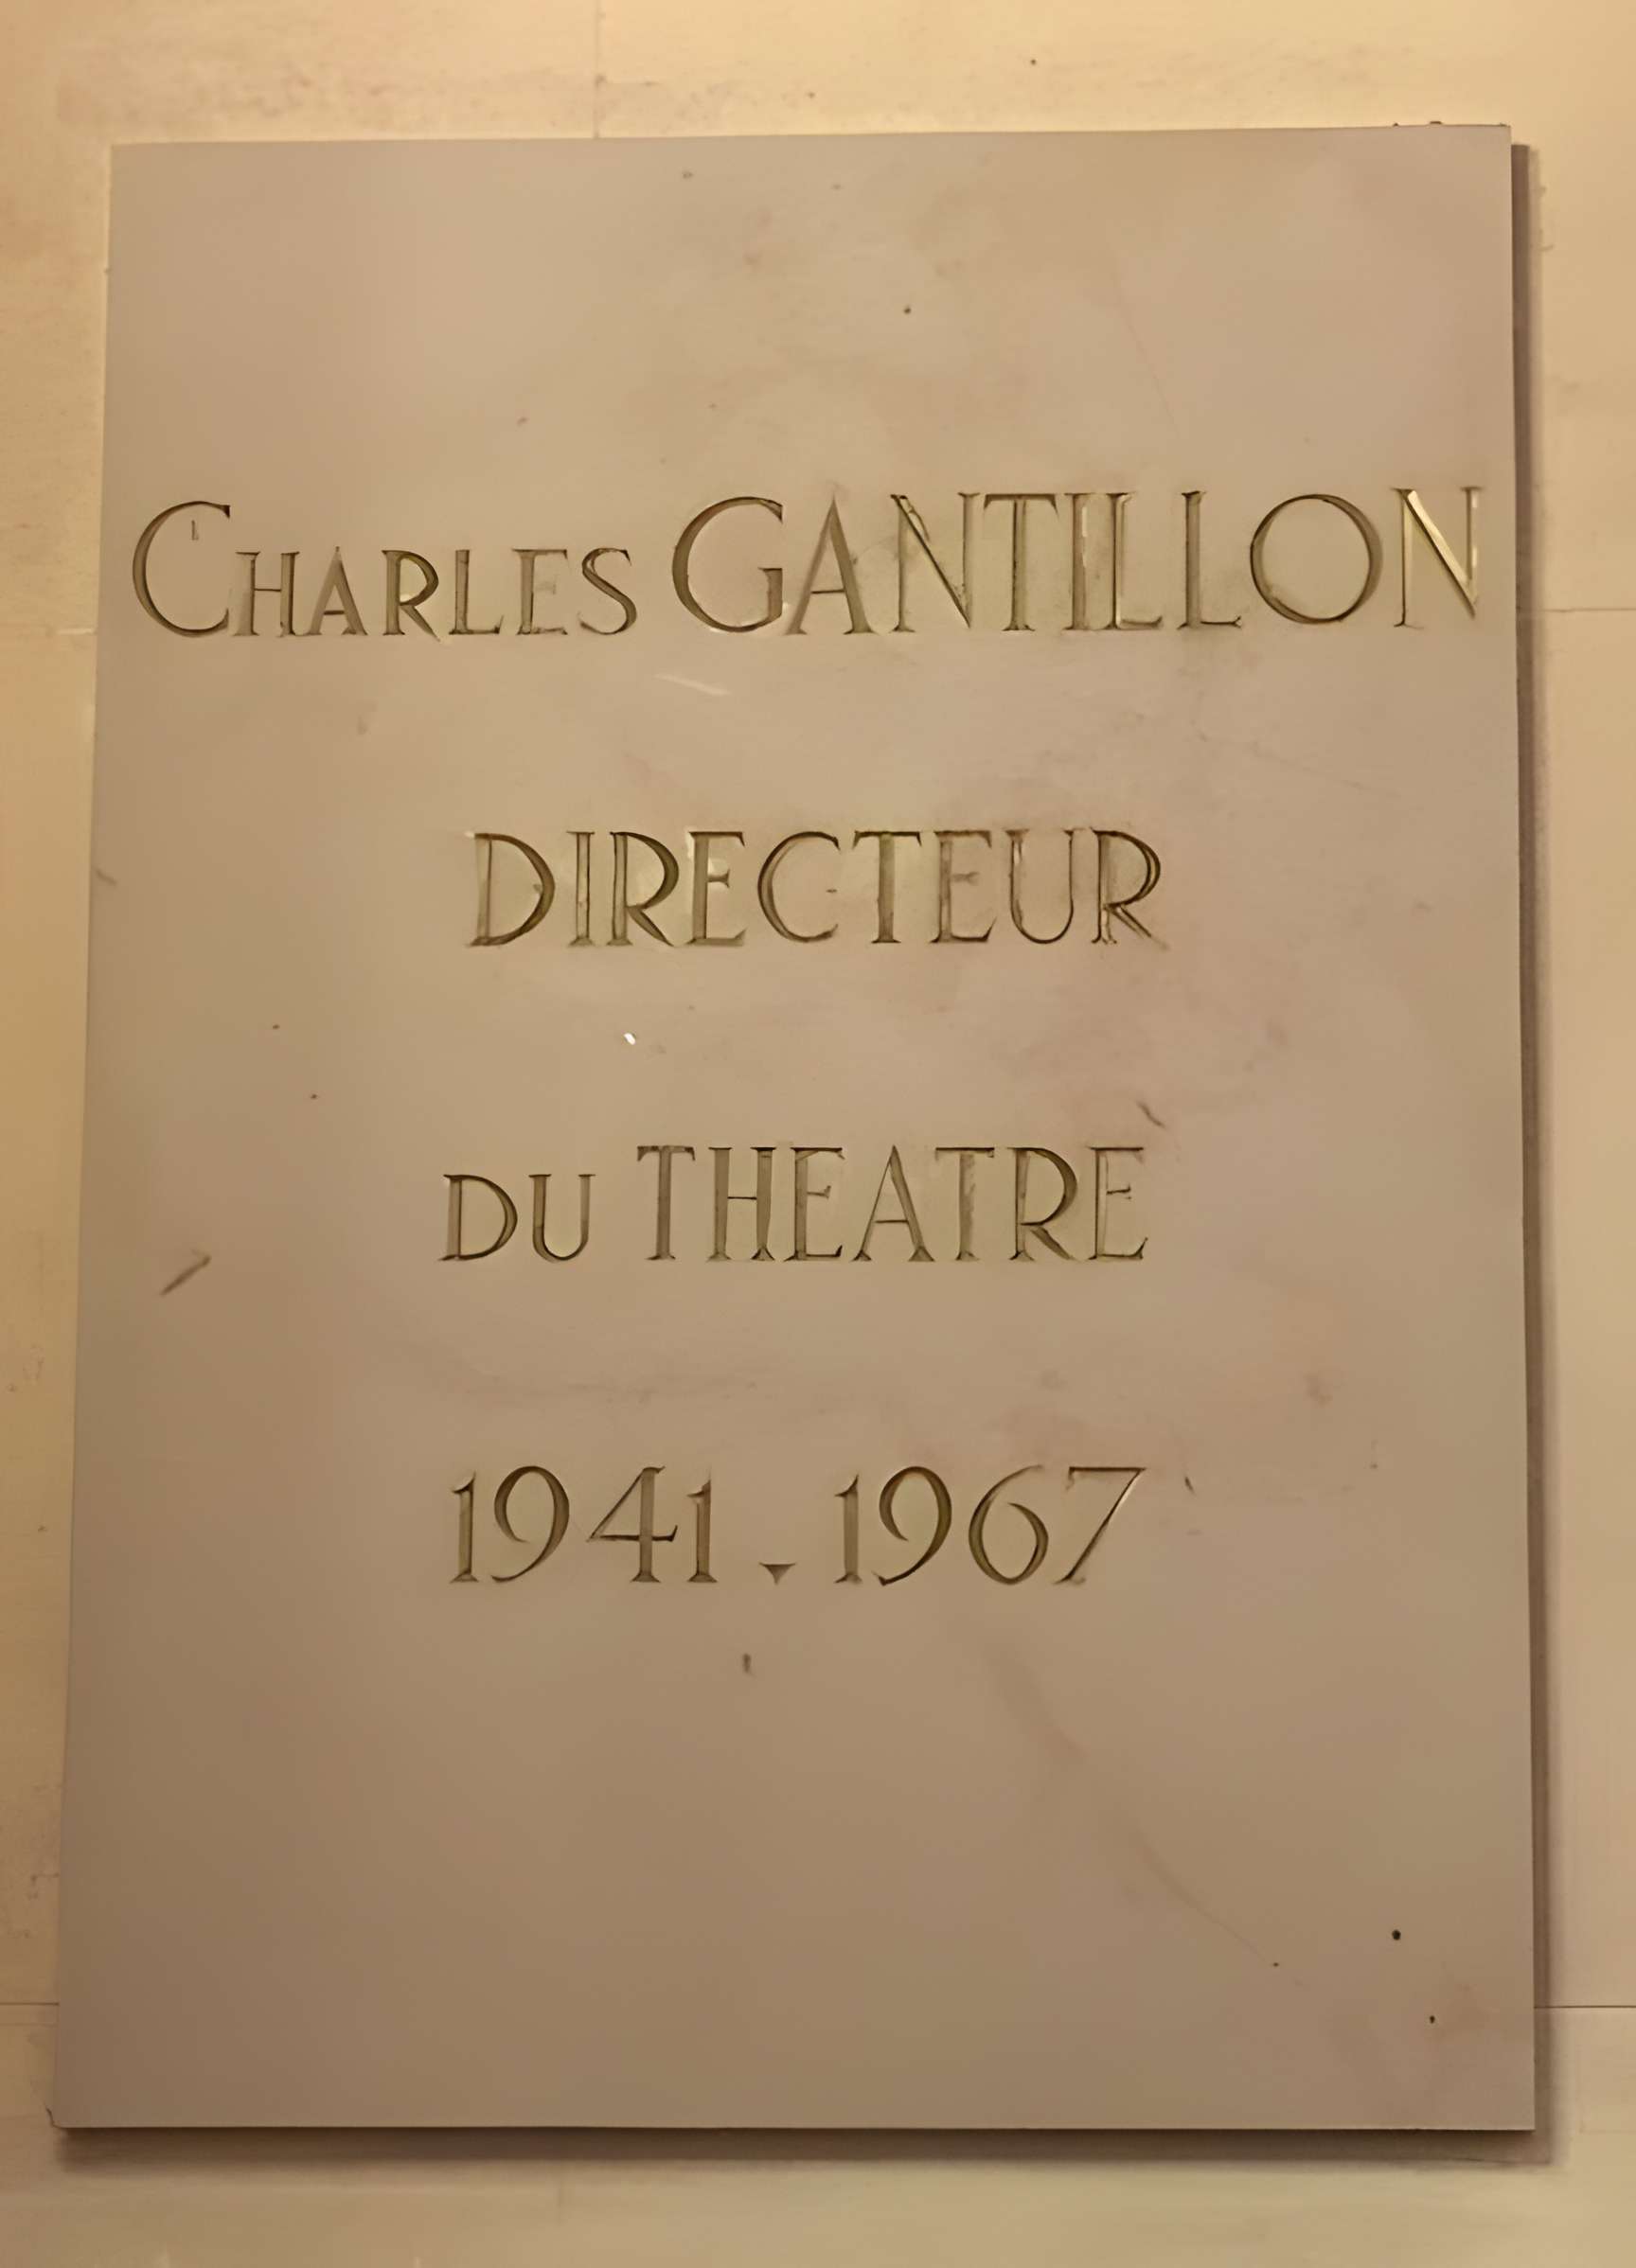 CHARLES GANTILLON
DIRECTEUR
DU THEATRE
1941.1967